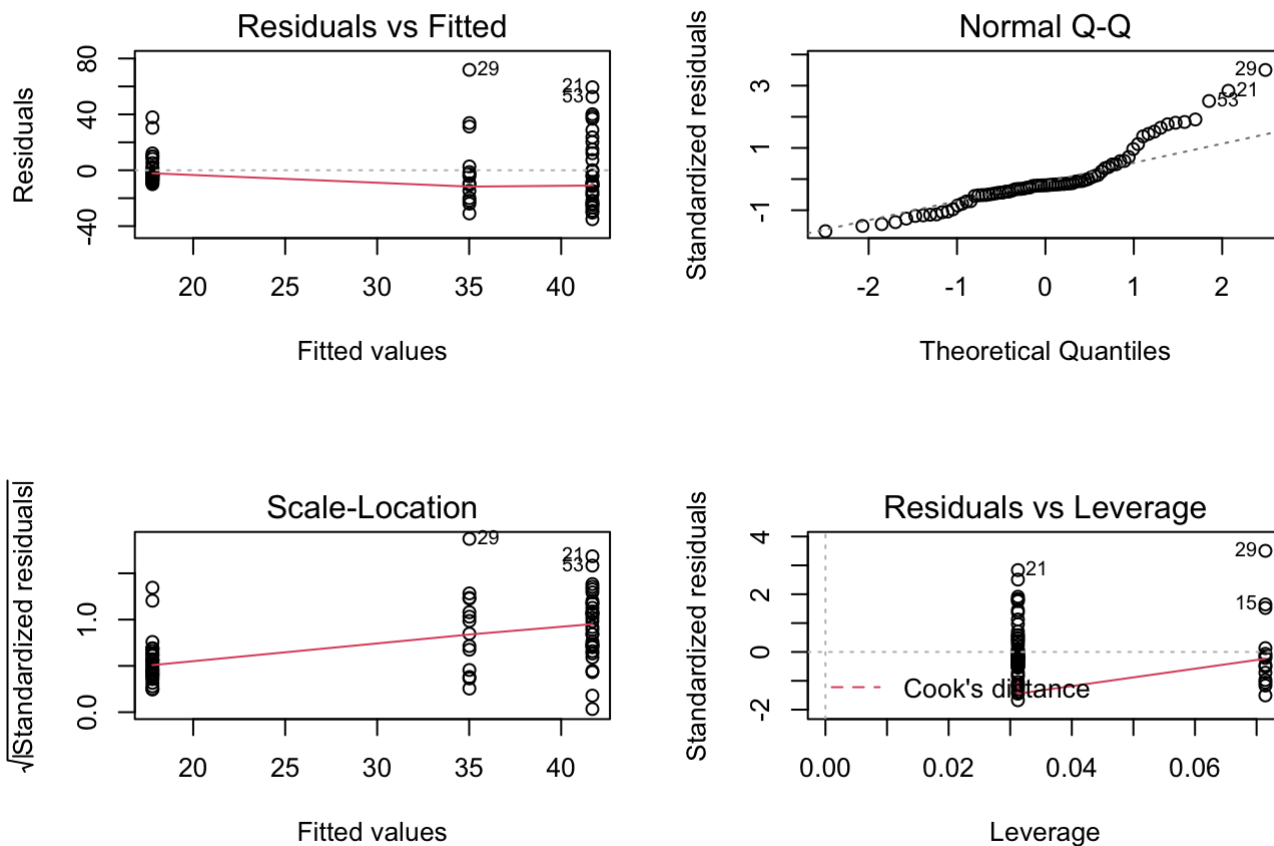 Residuals vs Fitted
Residuals
80
40
0
-40
29
21
53
20 25 30 35 40
Fitted values
Normal Q-Q
Standardized residuals
3
1
-1
29
21
53
-2 -1 0 1 2
Theoretical Quantiles
Scale-Location
√|Standardized residuals|
1.0
0.0
29
21
53
20 25 30 35 40
Fitted values
Residuals vs Leverage
Standardized residuals
4
2
0
-2
29
21
15
Cook's distance
0.00 0.02 0.04 0.06
Leverage